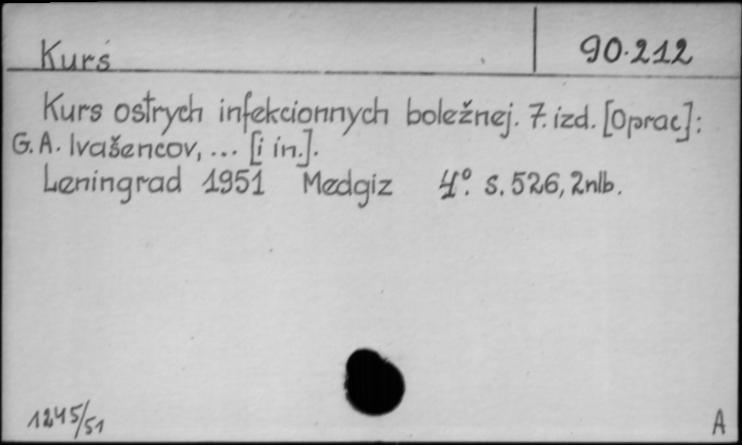 Kurs 90.212
Kurs ostrych infekcionnych boležnej. 7. izd. [Oprac]:
G. A. Ivašencov, ... [i in.].
Leningrad 1951 Medgiz 4° s. 526, 2nlb.
1245/51 A